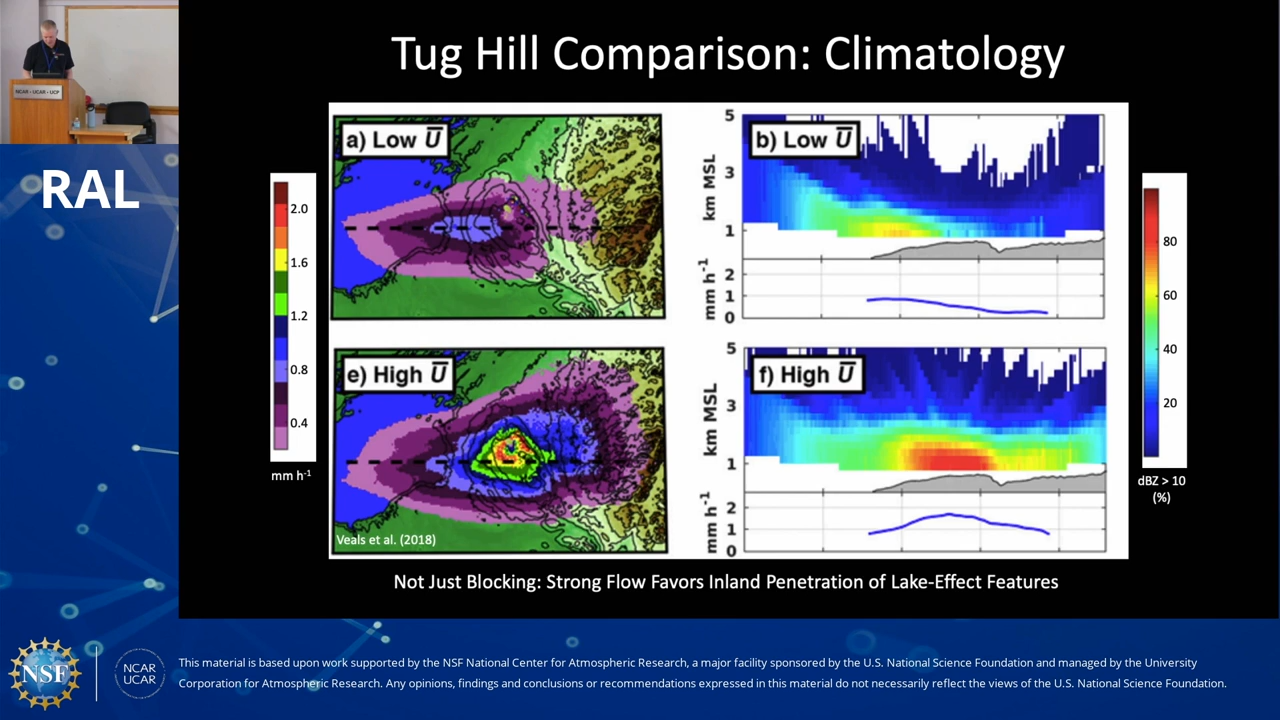 Tug Hill Comparison: Climatology
NCAR • UCAR • UCP
RAL
a) Low U̅
b) Low U̅
5
3
1
km MSL
2
1
0
mm h-1
2.0
1.6
1.2
0.8
0.4
mm h-1
80
60
40
20
dBZ > 10
(%)
e) High U̅
Veals et al. (2018)
f) High U̅
5
3
1
km MSL
2
1
0
mm h-1
Not Just Blocking: Strong Flow Favors Inland Penetration of Lake-Effect Features
NSF
NCAR
UCAR
This material is based upon work supported by the NSF National Center for Atmospheric Research, a major facility sponsored by the U.S. National Science Foundation and managed by the University
Corporation for Atmospheric Research. Any opinions, findings and conclusions or recommendations expressed in this material do not necessarily reflect the views of the U.S. National Science Foundation.